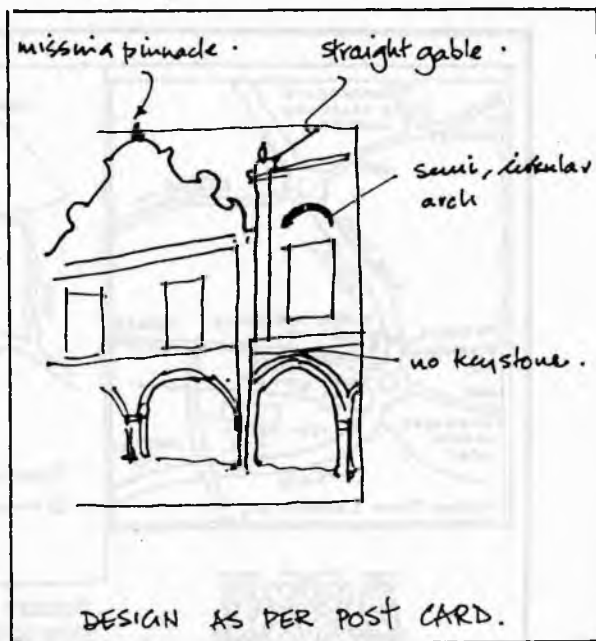 missing pinnacle.
straight gable.
semi, circular
arch
no keystone.
DESIGN AS PER POST CARD.